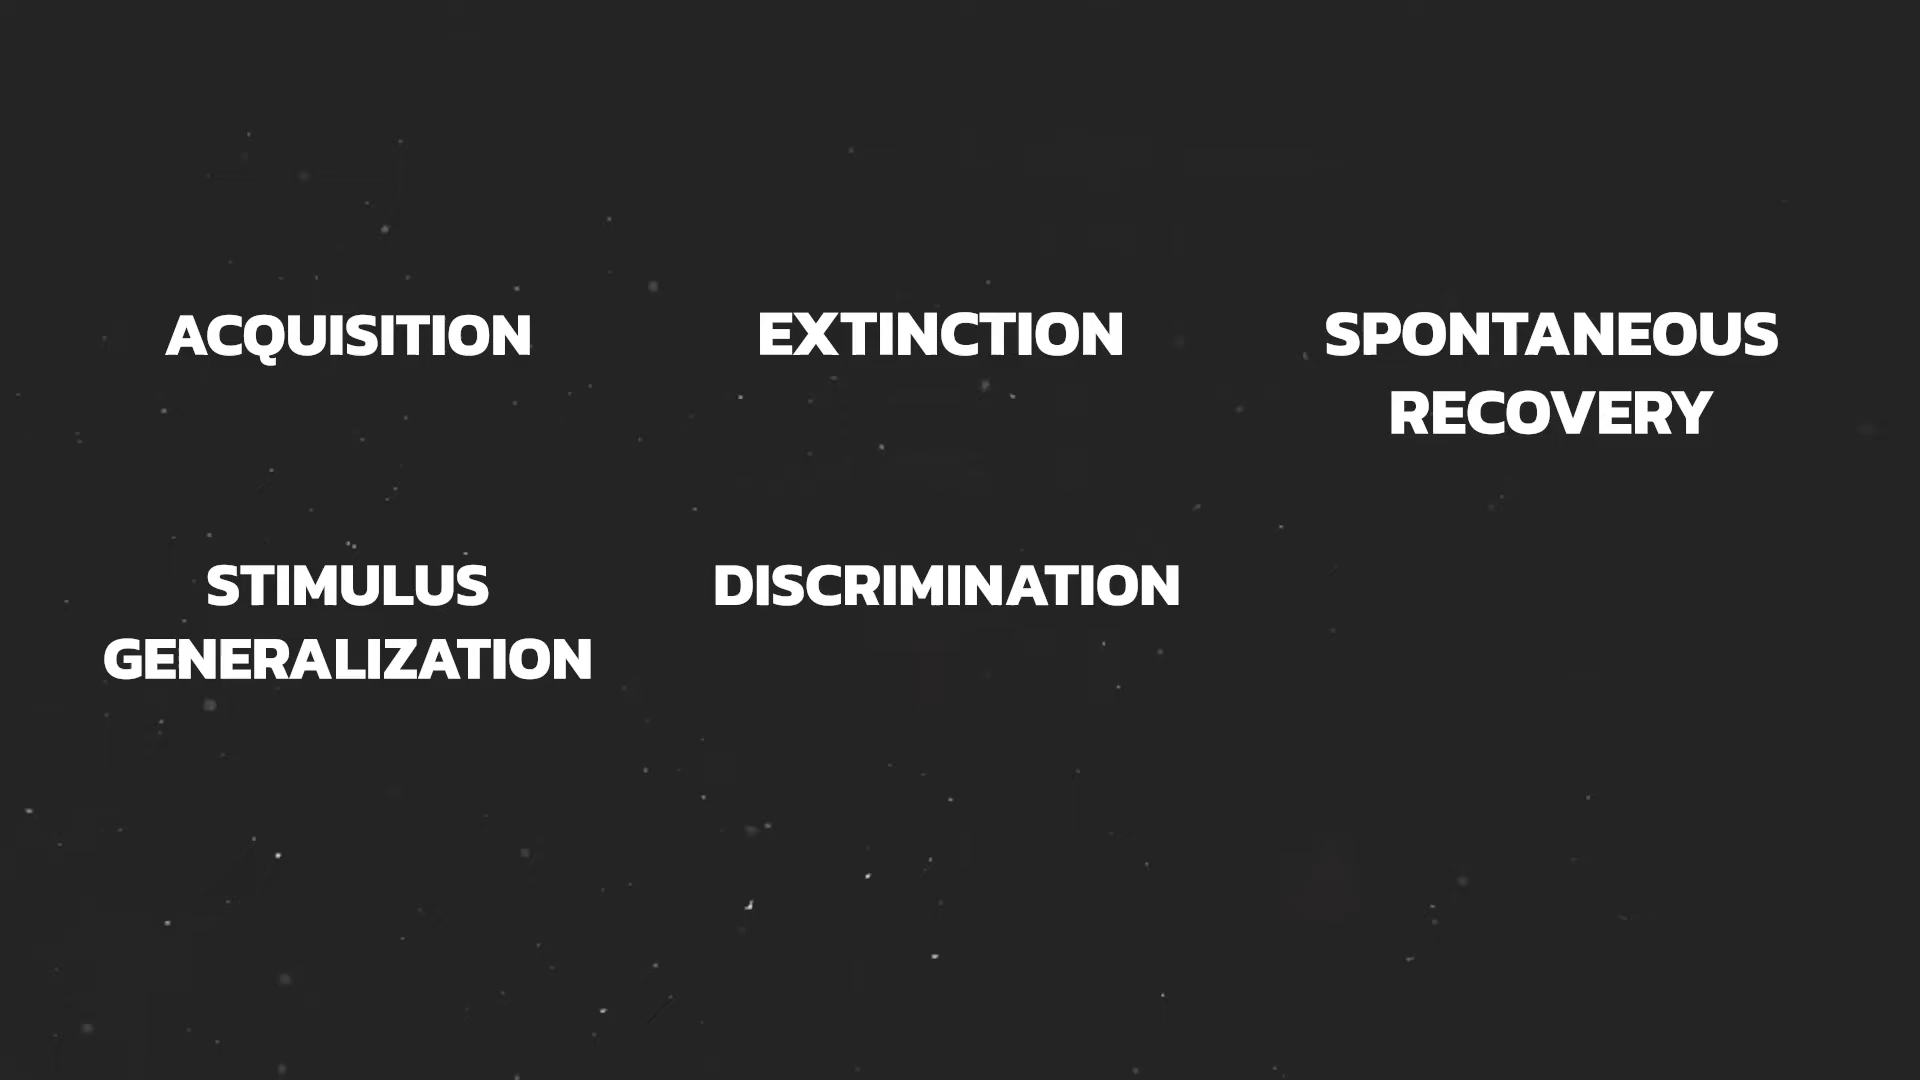 ACQUISITION
EXTINCTION
SPONTANEOUS
RECOVERY
STIMULUS
GENERALIZATION
DISCRIMINATION